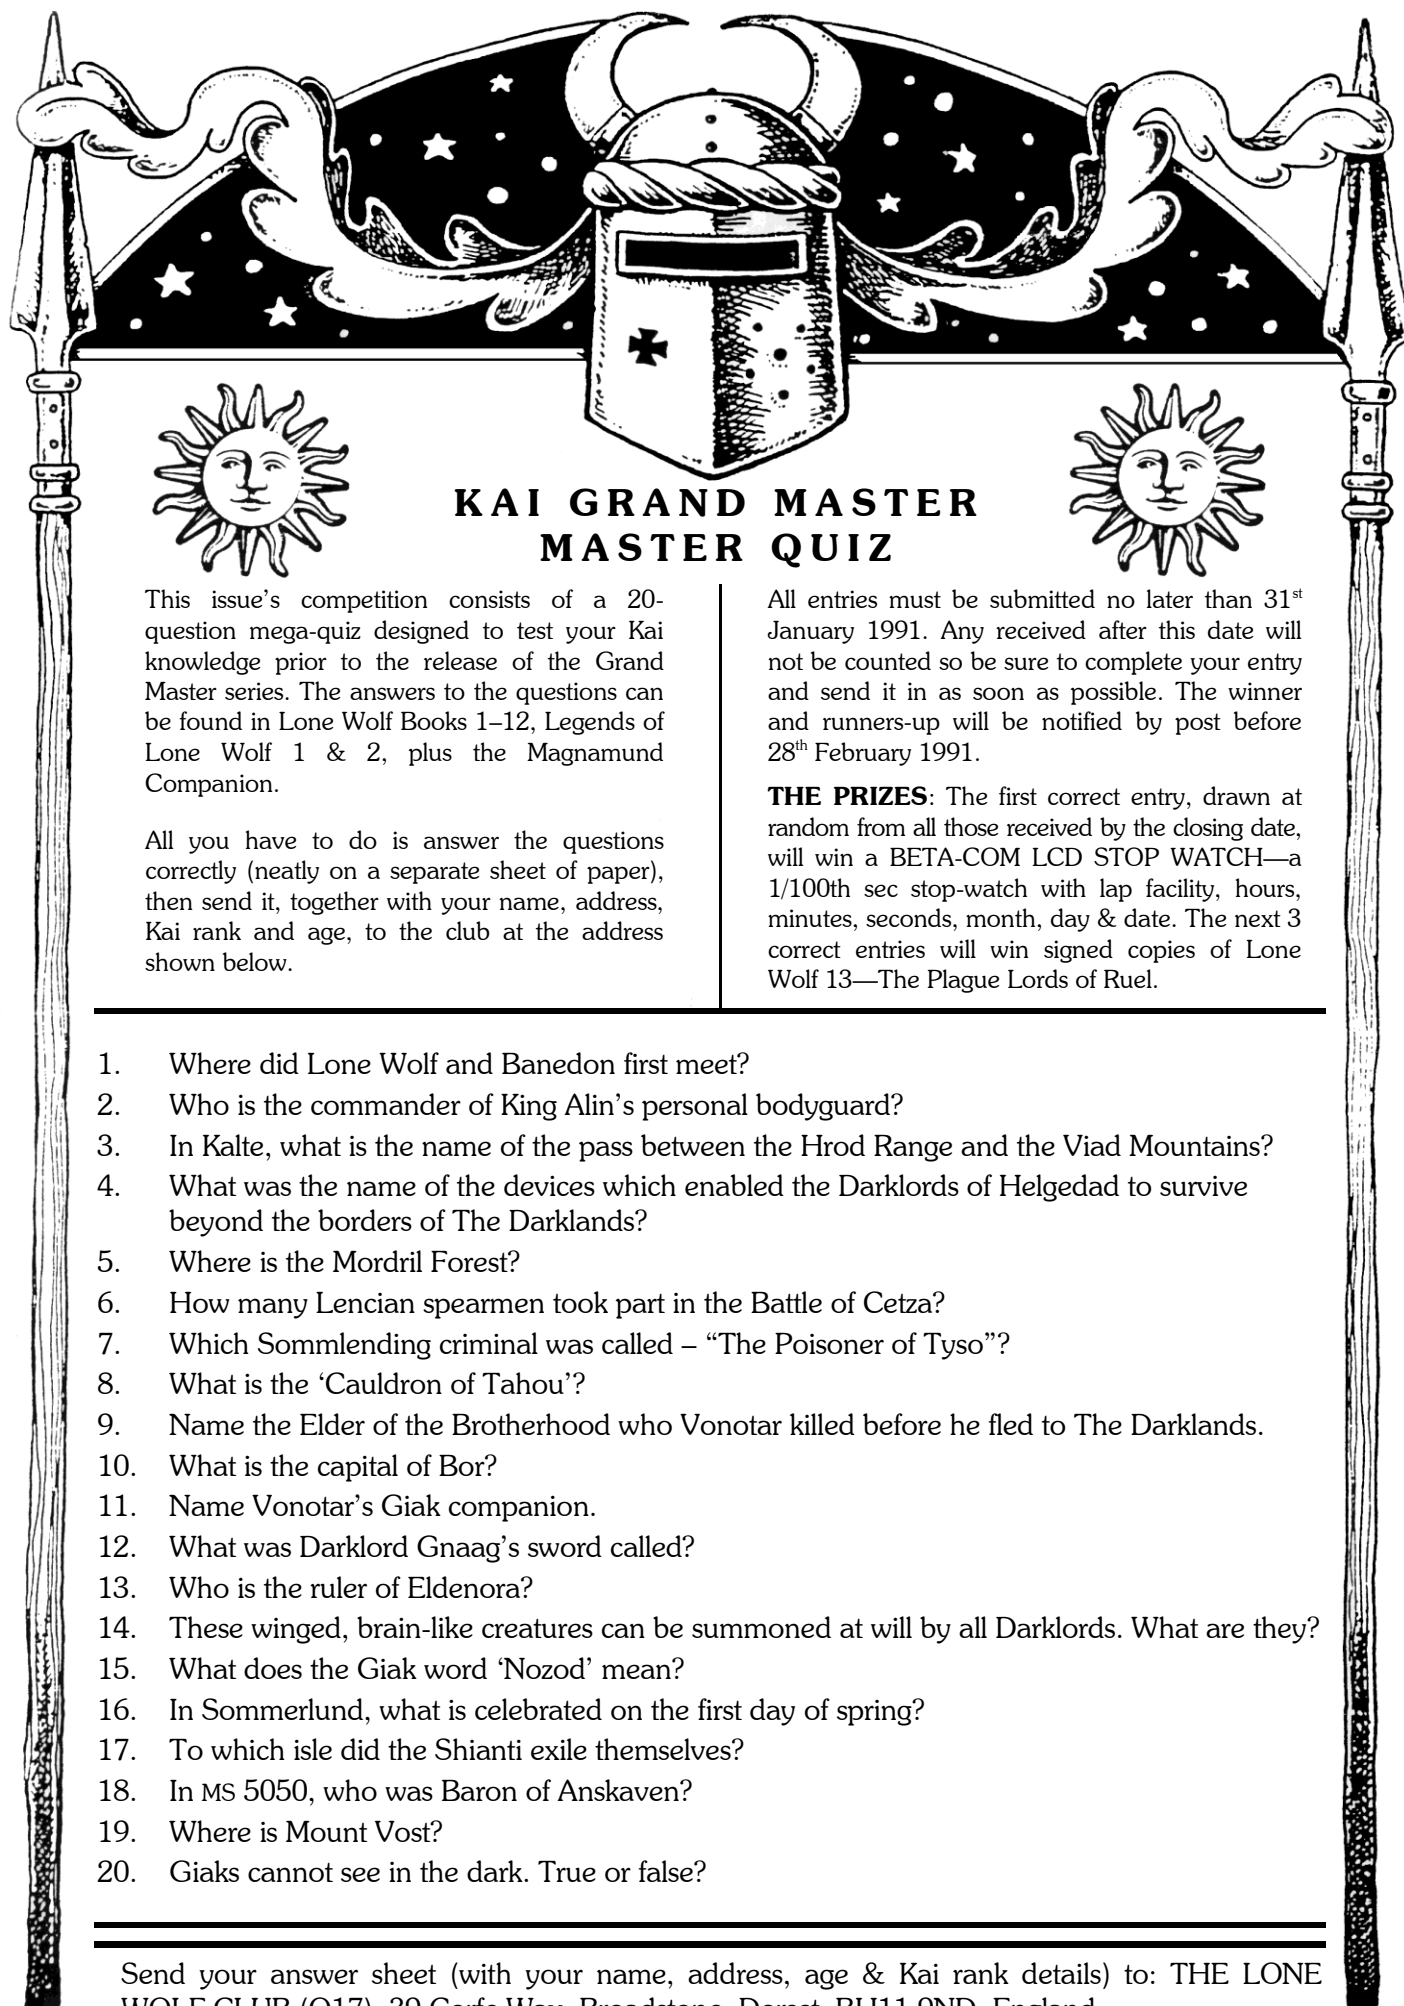 KAI GRAND MASTER
MASTER QUIZ
This issue’s competition consists of a 20-
question mega-quiz designed to test your Kai
knowledge prior to the release of the Grand
Master series. The answers to the questions can
be found in Lone Wolf Books 1–12, Legends of
Lone Wolf 1 & 2, plus the Magnamund
Companion.
All you have to do is answer the questions
correctly (neatly on a separate sheet of paper),
then send it, together with your name, address,
Kai rank and age, to the club at the address
shown below.
All entries must be submitted no later than 31st
January 1991. Any received after this date will
not be counted so be sure to complete your entry
and send it in as soon as possible. The winner
and runners-up will be notified by post before
28th February 1991.
THE PRIZES: The first correct entry, drawn at
random from all those received by the closing date,
will win a BETA-COM LCD STOP WATCH—a
1/100th sec stop-watch with lap facility, hours,
minutes, seconds, month, day & date. The next 3
correct entries will win signed copies of Lone
Wolf 13—The Plague Lords of Ruel.
1. Where did Lone Wolf and Banedon first meet?
2. Who is the commander of King Alin’s personal bodyguard?
3. In Kalte, what is the name of the pass between the Hrod Range and the Viad Mountains?
4. What was the name of the devices which enabled the Darklords of Helgedad to survive
beyond the borders of The Darklands?
5. Where is the Mordril Forest?
6. How many Lencian spearmen took part in the Battle of Cetza?
7. Which Sommlending criminal was called – “The Poisoner of Tyso”?
8. What is the ‘Cauldron of Tahou’?
9. Name the Elder of the Brotherhood who Vonotar killed before he fled to The Darklands.
10. What is the capital of Bor?
11. Name Vonotar’s Giak companion.
12. What was Darklord Gnaag’s sword called?
13. Who is the ruler of Eldenora?
14. These winged, brain-like creatures can be summoned at will by all Darklords. What are they?
15. What does the Giak word ‘Nozod’ mean?
16. In Sommerlund, what is celebrated on the first day of spring?
17. To which isle did the Shianti exile themselves?
18. In MS 5050, who was Baron of Anskaven?
19. Where is Mount Vost?
20. Giaks cannot see in the dark. True or false?
Send your answer sheet (with your name, address, age & Kai rank details) to: THE LONE
WOLF CLUB (Q17), 39 Corfe Way, Broadstone, Dorset, BH11 9ND, England